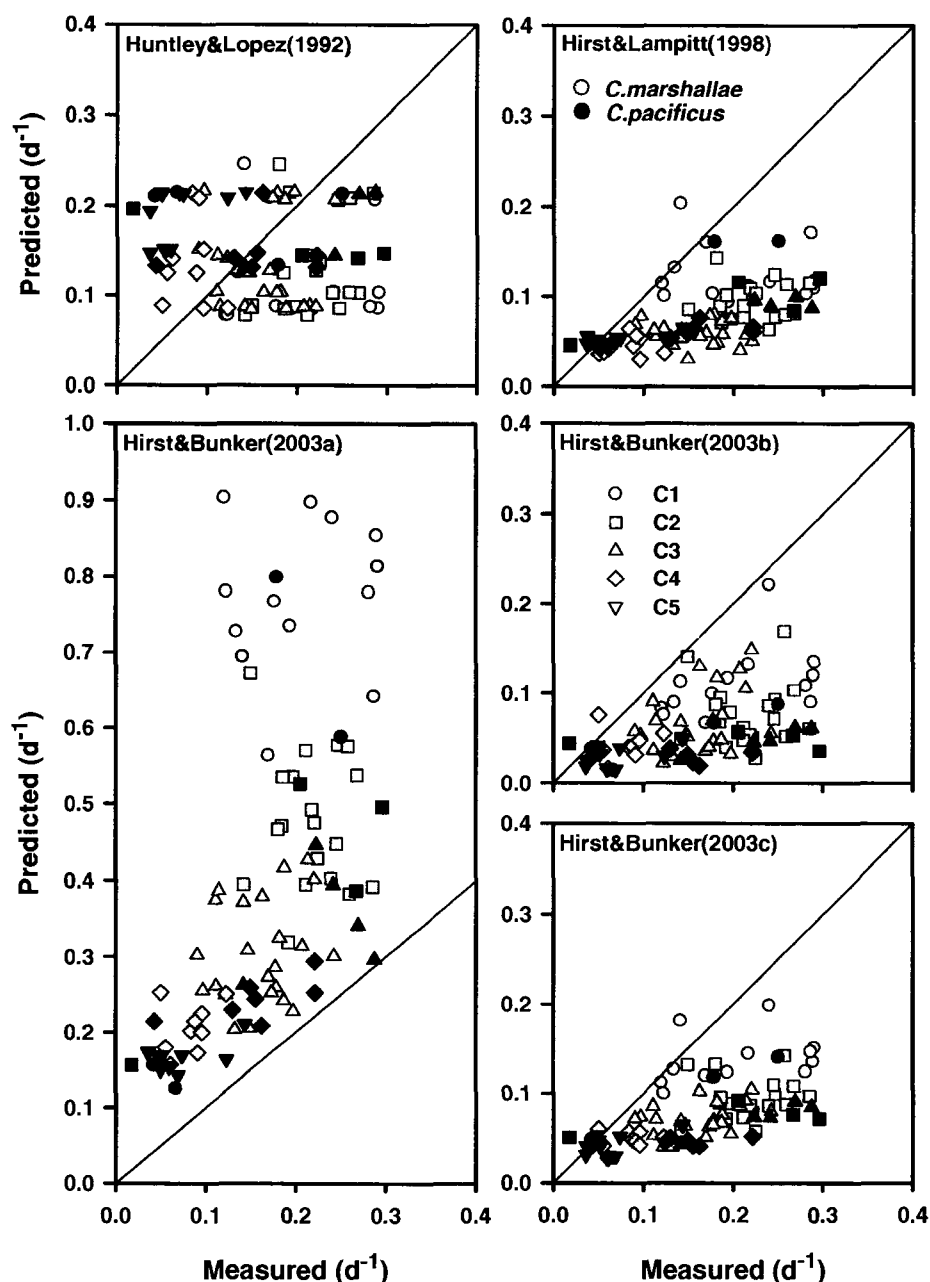 Huntley&Lopez(1992)
0.4
0.3
0.2
0.1
0.0
Predicted (d⁻¹)
Hirst&Lampitt(1998)
C.marshallae
C.pacificus
0.4
0.3
0.2
0.1
0.0
Hirst&Bunker(2003a)
1.0
0.9
0.8
0.7
0.6
0.5
0.4
0.3
0.2
0.1
0.0
Predicted (d⁻¹)
0.0 0.1 0.2 0.3 0.4
Measured (d⁻¹)
Hirst&Bunker(2003b)
C1
C2
C3
C4
C5
0.4
0.3
0.2
0.1
0.0
Hirst&Bunker(2003c)
0.4
0.3
0.2
0.1
0.0
0.0 0.1 0.2 0.3 0.4
Measured (d⁻¹)